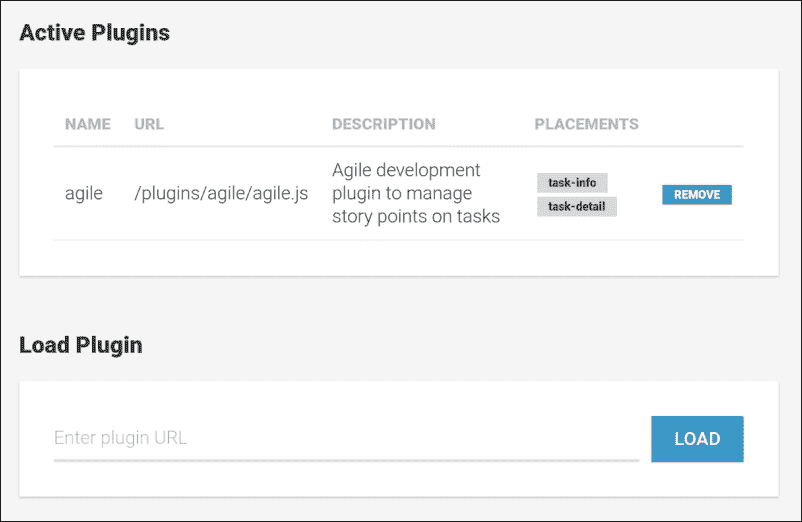 Active Plugins
NAME URL DESCRIPTION PLACEMENTS
agile /plugins/agile/agile.js Agile development
plugin to manage
story points on tasks
task-info
task-detail
REMOVE
Load Plugin
Enter plugin URL
LOAD